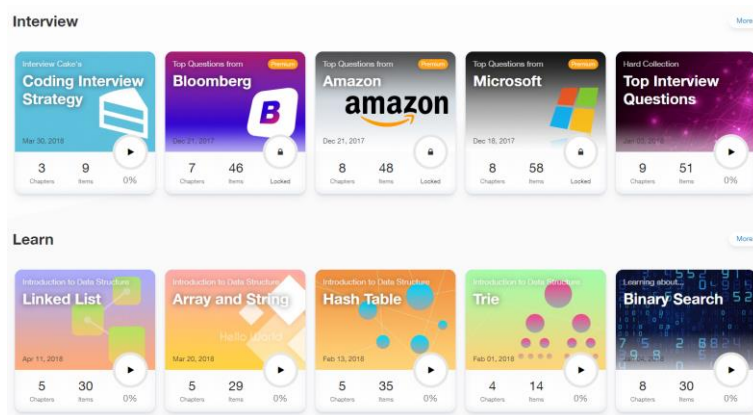 Interview
More
Interview Cake's
Coding Interview
Strategy
Mar 30, 2018
3
9
Chapters
Items
0%
Top Questions from
Premium
Bloomberg
B
Dec 21, 2017
7
46
Chapters
Items
Locked
Top Questions from
Premium
Amazon
amazon
Dec 21, 2017
8
48
Chapters
Items
Locked
Top Questions from
Premium
Microsoft
Dec 18, 2017
8
58
Chapters
Items
Locked
Hard Collection
Top Interview
Questions
9
51
Chapters
Items
0%
Learn
More
Introduction to Data Structure
Linked List
Apr 11, 2018
5
30
Chapters
Items
0%
Introduction to Data Structure
Array and String
Hello World
Mar 20, 2018
5
29
Chapters
Items
0%
Introduction to Data Structure
Hash Table
Feb 13, 2018
5
35
Chapters
Items
0%
Introduction to Data Structure
Trie
Feb 01, 2018
4
14
Chapters
Items
0%
Learning about...
Binary Search
8
30
Chapters
Items
0%